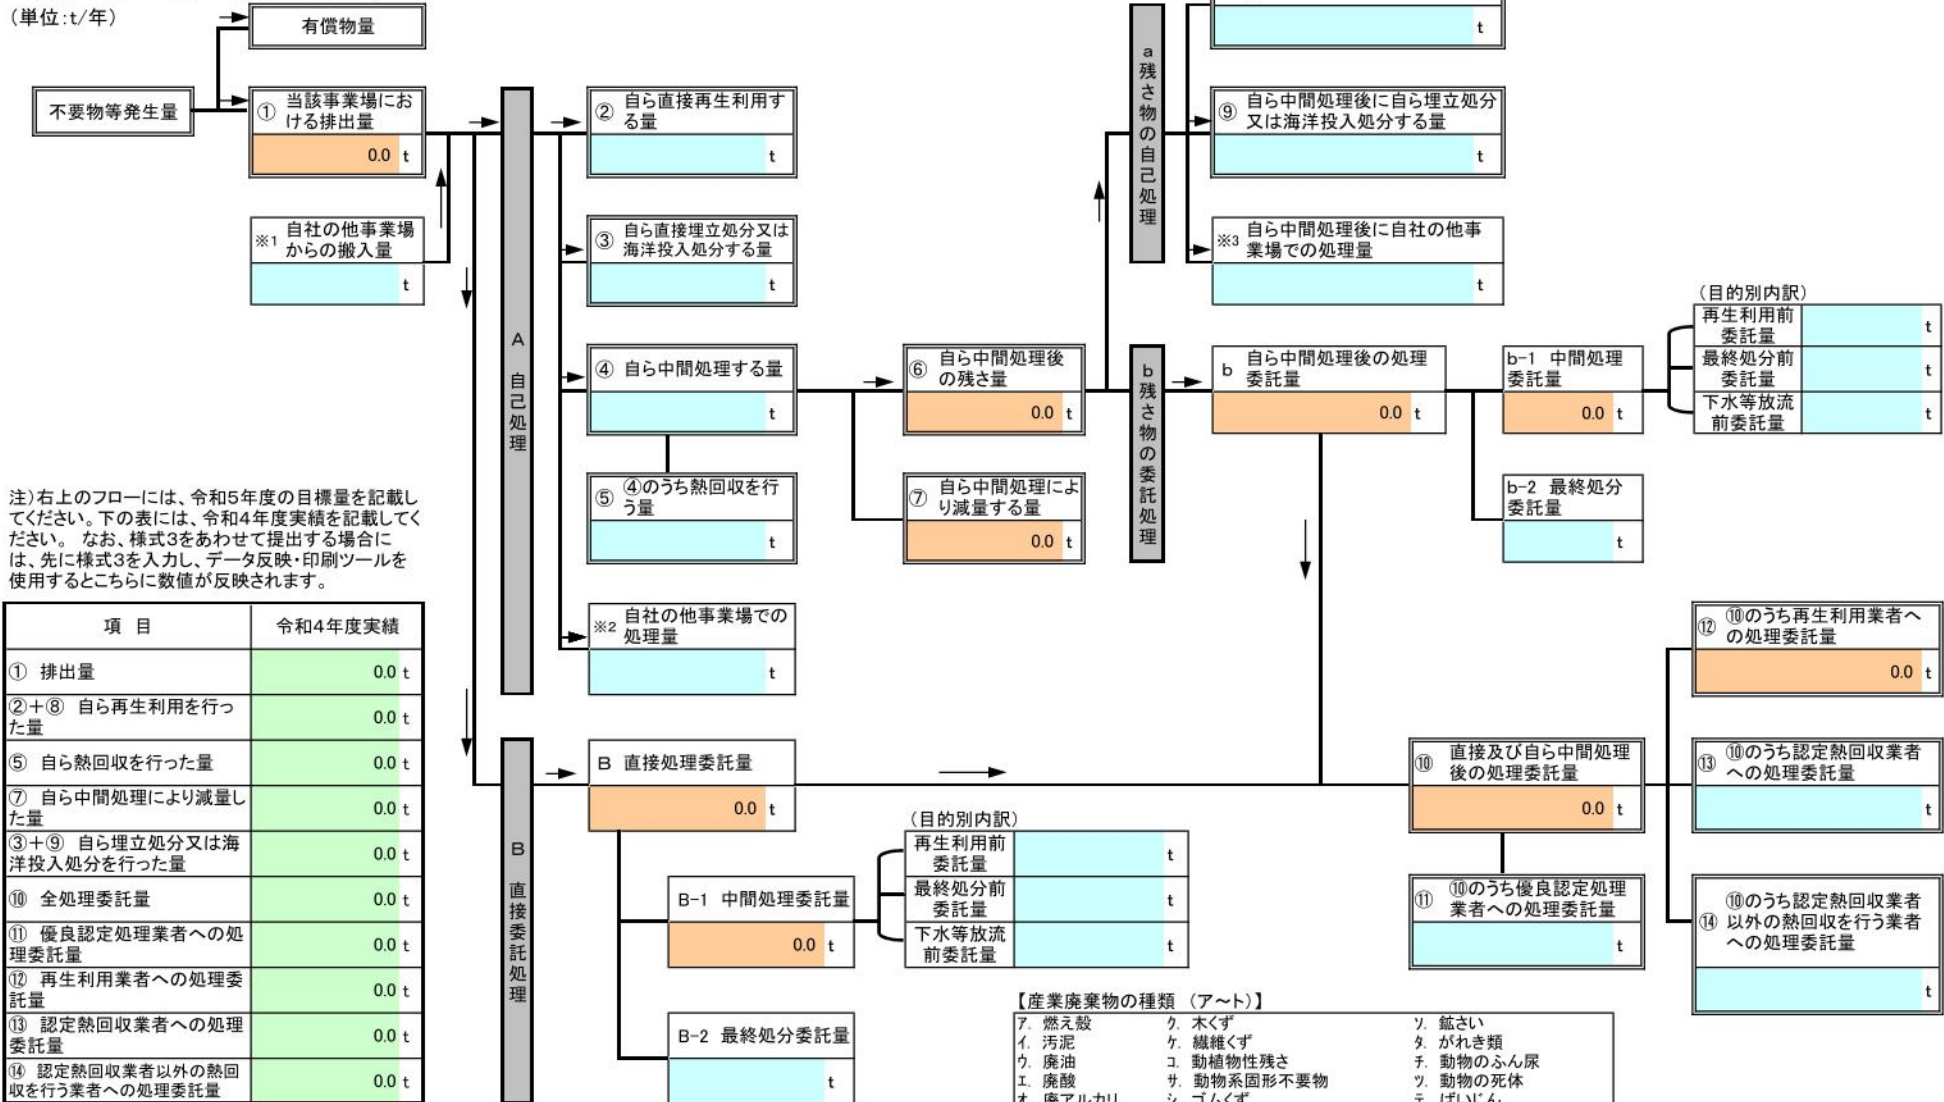 (単位:t/年)
有償物量
不要物等発生量
① 当該事業場にお
ける排出量
0.0 t
※1 自社の他事業場
からの搬入量
t
A 自己処理
② 自ら直接再生利用す
る量
t
③ 自ら直接埋立処分又は
海洋投入処分する量
t
④ 自ら中間処理する量
t
⑤ ④のうち熱回収を行
う量
t
※2 自社の他事業場での
処理量
t
⑥ 自ら中間処理後
の残さ量
0.0 t
⑦ 自ら中間処理によ
り減量する量
0.0 t
a 残さ物の自己処理
t
⑨ 自ら中間処理後に自ら埋立処分
又は海洋投入処分する量
t
※3 自ら中間処理後に自社の他事
業場での処理量
t
b 残さ物の委託処理
b 自ら中間処理後の処理
委託量
0.0 t
b-1 中間処理
委託量
0.0 t
(目的別内訳)
再生利用前
委託量
t
最終処分前
委託量
t
下水等放流
前委託量
t
b-2 最終処分
委託量
t
注)右上のフローには、令和5年度の目標量を記載し
てください。下の表には、令和4年度実績を記載してく
ださい。 なお、様式3をあわせて提出する場合に
は、先に様式3を入力し、データ反映・印刷ツールを
使用するとこちらに数値が反映されます。
項 目 令和4年度実績
① 排出量 0.0 t
②+⑧ 自ら再生利用を行っ
た量
0.0 t
⑤ 自ら熱回収を行った量 0.0 t
⑦ 自ら中間処理により減量し
た量
0.0 t
③+⑨ 自ら埋立処分又は海
洋投入処分を行った量
0.0 t
⑩ 全処理委託量 0.0 t
⑪ 優良認定処理業者への処
理委託量
0.0 t
⑫ 再生利用業者への処理委
託量
0.0 t
⑬ 認定熱回収業者への処理
委託量
0.0 t
⑭ 認定熱回収業者以外の熱回
収を行う業者への処理委託量
0.0 t
B 直接委託処理
B 直接処理委託量
0.0 t
B-1 中間処理委託量
0.0 t
(目的別内訳)
再生利用前
委託量
t
最終処分前
委託量
t
下水等放流
前委託量
t
B-2 最終処分委託量
t
⑩ 直接及び自ら中間処理
後の処理委託量
0.0 t
⑪ ⑩のうち優良認定処理
業者への処理委託量
t
⑫ ⑩のうち再生利用業者へ
の処理委託量
0.0 t
⑬ ⑩のうち認定熱回収業者
への処理委託量
t
⑭ ⑩のうち認定熱回収業者
以外の熱回収を行う業者
への処理委託量
t
【産業廃棄物の種類 (ア~ト)】
ア. 燃え殻 ク. 木くず ソ. 鉱さい
イ. 汚泥 ケ. 繊維くず タ. がれき類
ウ. 廃油 コ. 動植物性残さ チ. 動物のふん尿
エ. 廃酸 サ. 動物系固形不要物 ツ. 動物の死体
オ. 廃アルカリ シ. ゴムくず テ. ばいじん